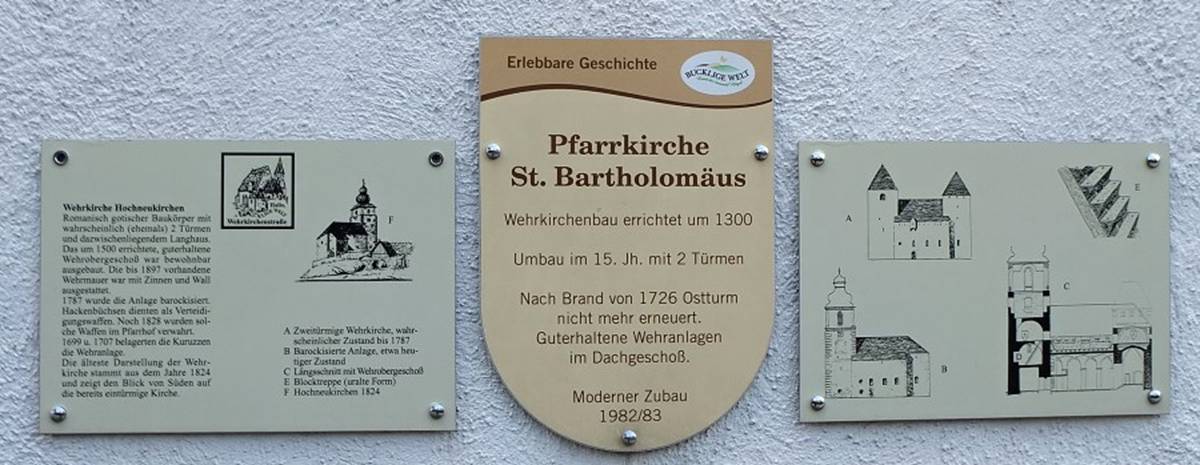 Wehrkirche Hochneukirchen
Romanisch gotischer Baukörper mit
wahrscheinlich (ehemals) 2 Türmen
und dazwischenliegendem Langhaus.
Das um 1500 errichtete, guterhaltene
Wehrobergeschoß war bewohnbar
ausgebaut. Die bis 1897 vorhandene
Wehrmauer war mit Zinnen und Wall
ausgestattet.
1787 wurde die Anlage barockisiert.
Hackenbüchsen dienten als Verteidi-
gungswaffen. Noch 1828 wurden sol-
che Waffen im Pfarrhof verwahrt.
1699 u. 1707 belagerten die Kuruzzen
die Wehranlage.
Die älteste Darstellung der Wehr-
kirche stammt aus dem Jahre 1824
und zeigt den Blick von Süden auf
die bereits eintürmige Kirche.
Wehrkirchenstraße
F
A Zweitürmige Wehrkirche, wahr-
scheinlicher Zustand bis 1787
B Barockisierte Anlage, etwa heu-
tiger Zustand
C Längsschnitt mit Wehrobergeschoß
E Blocktreppe (uralte Form)
F Hochneukirchen 1824
Erlebbare Geschichte
BUCKLIGE WELT
Pfarrkirche
St. Bartholomäus
Wehrkirchenbau errichtet um 1300
Umbau im 15. Jh. mit 2 Türmen
Nach Brand von 1726 Ostturm
nicht mehr erneuert.
Guterhaltene Wehranlagen
im Dachgeschoß.
Moderner Zubau
1982/83
A
E
C
B